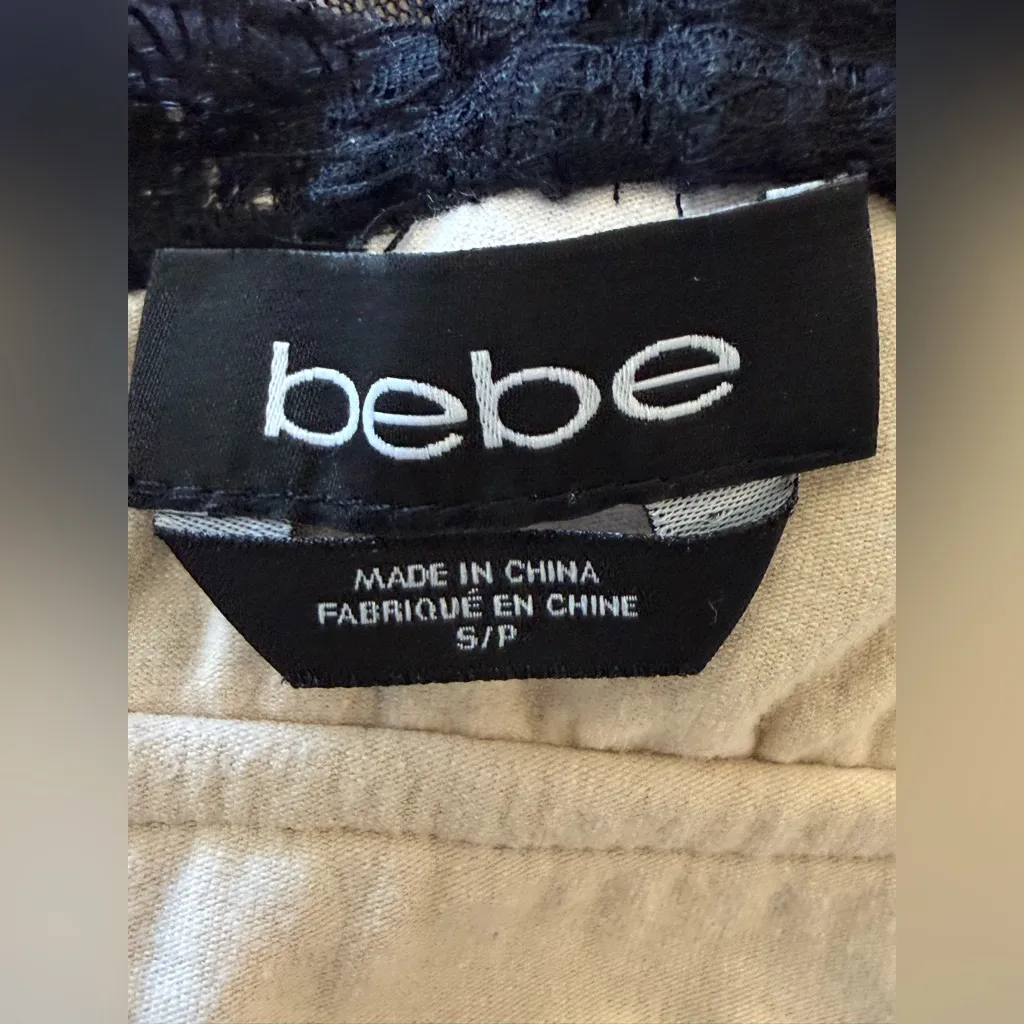 bebe
MADE IN CHINA
FABRIQUÉ EN CHINE
S/P